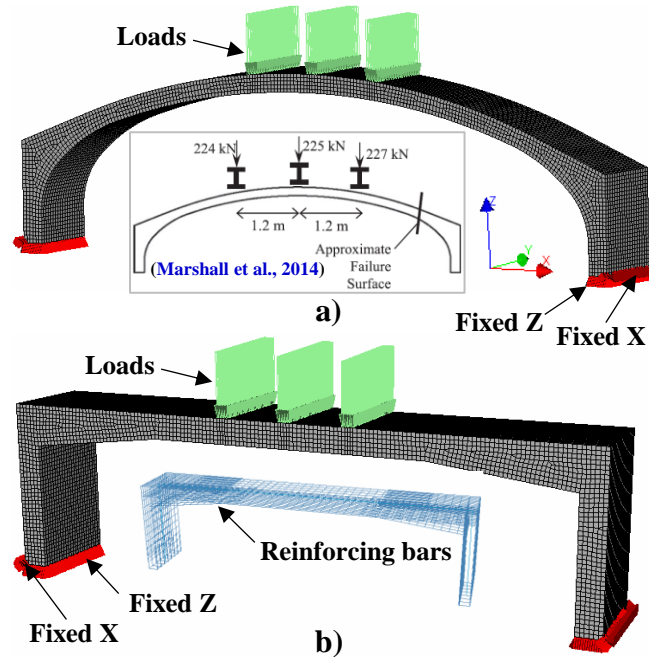 Loads
224 kN
225 kN
227 kN
1.2 m
1.2 m
Approximate
Failure
Surface
(Marshall et al., 2014)
Z
Y
X
a)
Fixed Z
Fixed X
Loads
Reinforcing bars
Fixed Z
Fixed X
b)